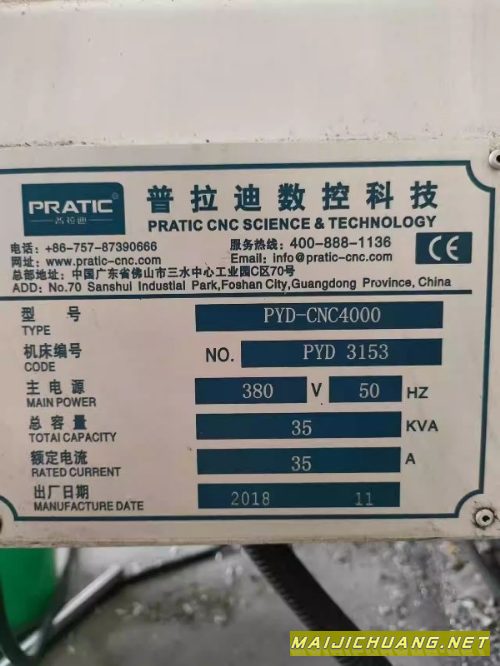 PRATIC
普拉迪
普拉迪数控科技
PRATIC CNC SCIENCE & TECHNOLOGY
电话：+86-757-87390666
服务热线：400-888-1136
网址：www.pratic-cnc.com
Email: info@pratic-cnc.com
总部地址：中国广东省佛山市三水中心工业园C区70号
ADD: No.70 Sanshui Industial Park,Foshan City,Guangdong Province, China
CE
型 号 PYD-CNC4000
TYPE
机床编号 NO. PYD 3153
CODE
主 电 源 380 V 50 HZ
MAIN POWER
总 容 量 35 KVA
TOTAI CAPACITY
额定电流 35 A
RATED CURRENT
出厂日期 2018 11
MANUFACTURE DATE
MAIJICHUANG.NET